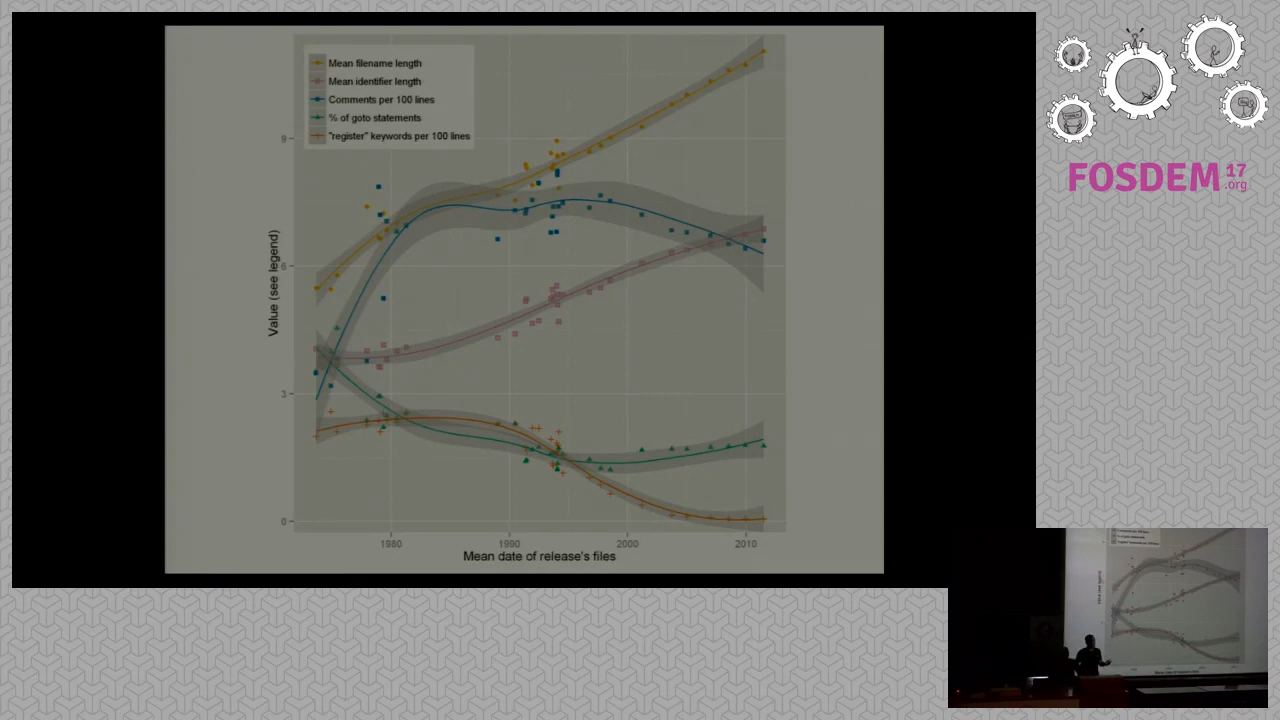 Mean filename length
Mean identifier length
Comments per 100 lines
% of goto statements
"register" keywords per 100 lines
9
6
3
0
Value (see legend)
1980
1990
2000
2010
Mean date of release's files
FOSDEM 17
.org